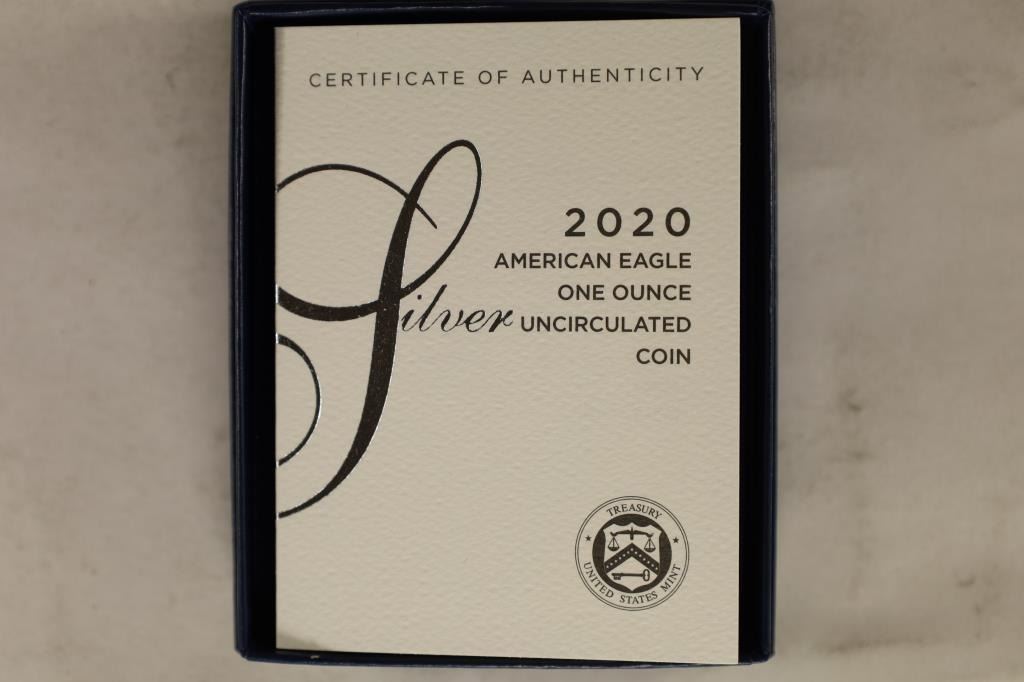 CERTIFICATE OF AUTHENTICITY
2020
AMERICAN EAGLE
ONE OUNCE
Silver UNCIRCULATED
COIN
TREASURY
UNITED STATES MINT